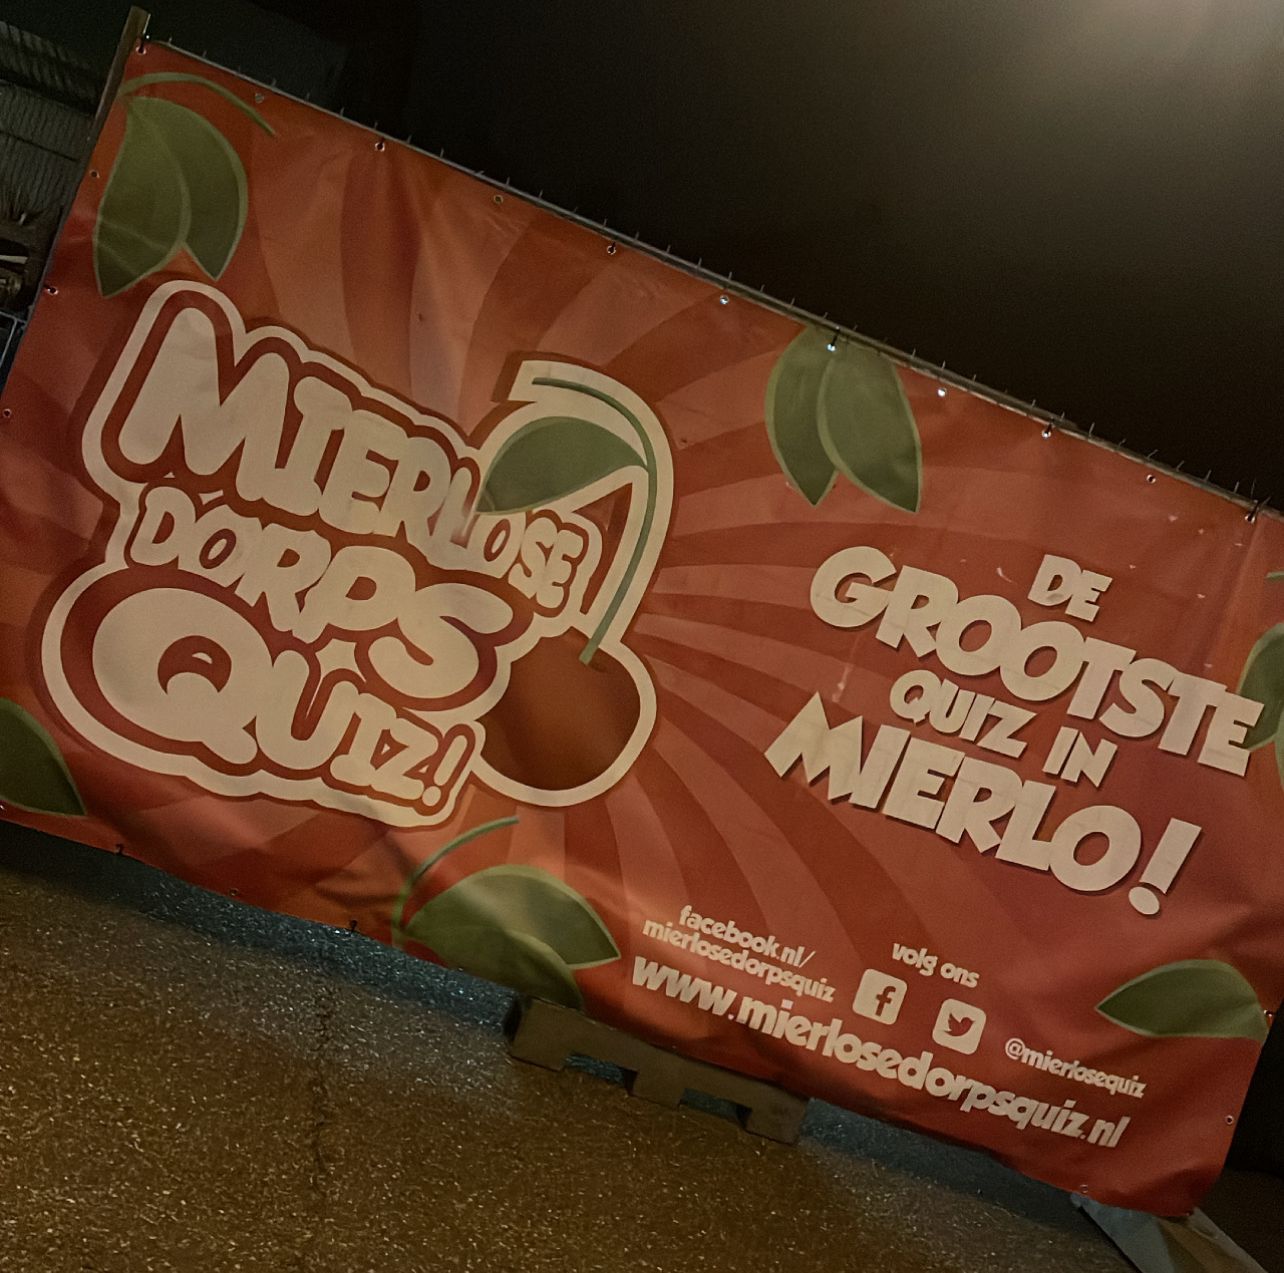 MIERLOSE
DORPS
QUIZ!
DE
GROOTSTE
QUIZ IN
MIERLO!
facebook.nl/
mierlosedorpsquiz
volg ons
@mierlosequiz
www.mierlosedorpsquiz.nl